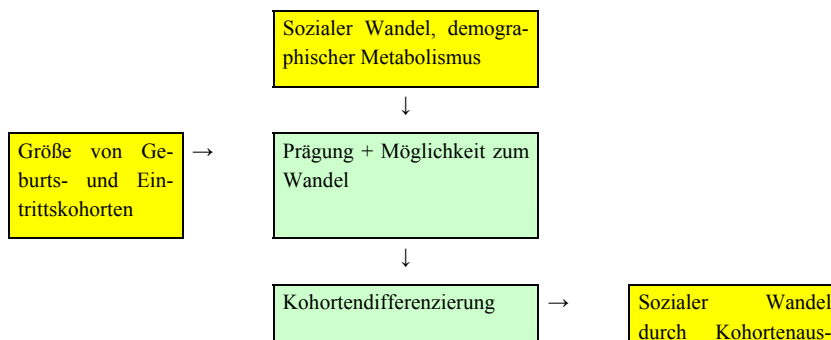 Sozialer Wandel, demogra-
phischer Metabolismus
↓
Größe von Ge-
burts- und Ein-
trittskohorten
→
Prägung + Möglichkeit zum
Wandel
↓
Kohortendifferenzierung
→
Sozialer Wandel
durch Kohortenaus-